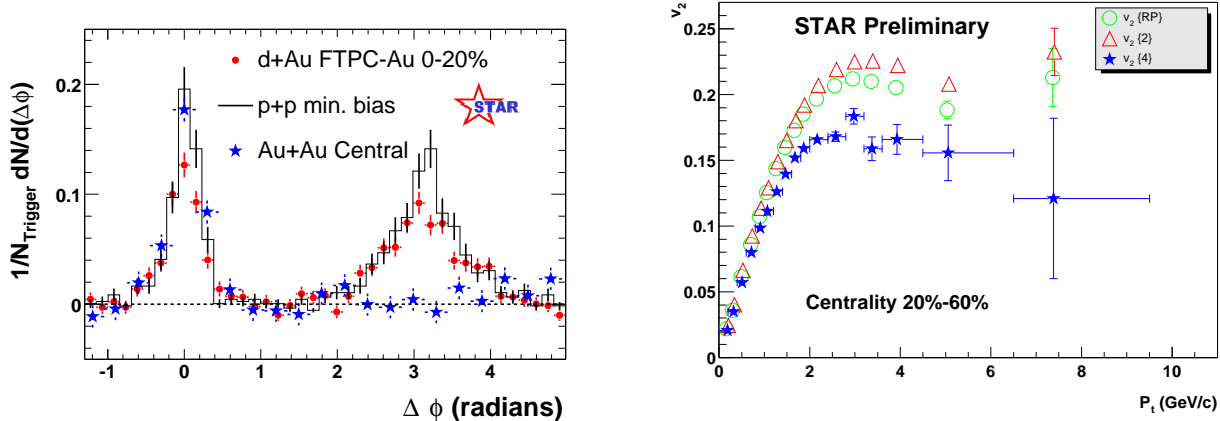 1/N_Trigger dN/d(Δϕ)
d+Au FTPC-Au 0-20%
p+p min. bias
Au+Au Central
STAR
0.2
0.1
0
-1 0 1 2 3 4
Δ ϕ (radians)
v₂
STAR Preliminary
v₂ {RP}
v₂ {2}
v₂ {4}
0.25
0.20
0.15
0.10
0.05
0
Centrality 20%-60%
0 2 4 6 8 10
P_t (GeV/c)